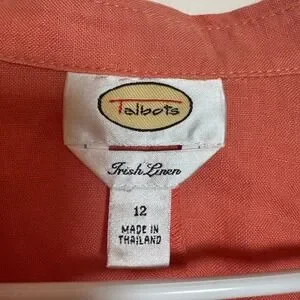 Talbots
Irish Linen
12
MADE IN
THAILAND